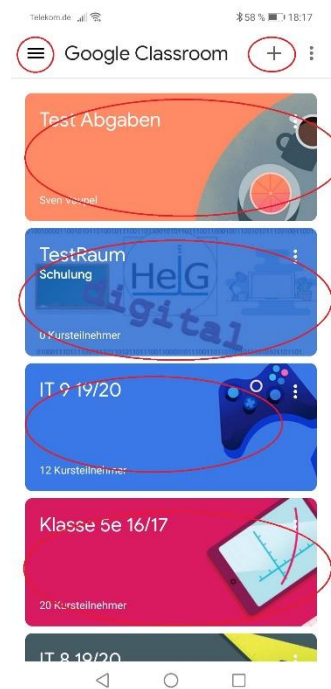 Telekom.de 58 % 18:17
Google Classroom
Test Abgaben
Sven Vaupel
TestRaum
Schulung
HelG
digital
0 Kursteilnehmer
IT 9 19/20
12 Kursteilnehmer
Klasse 5e 16/17
20 Kursteilnehmer
IT 8 19/20